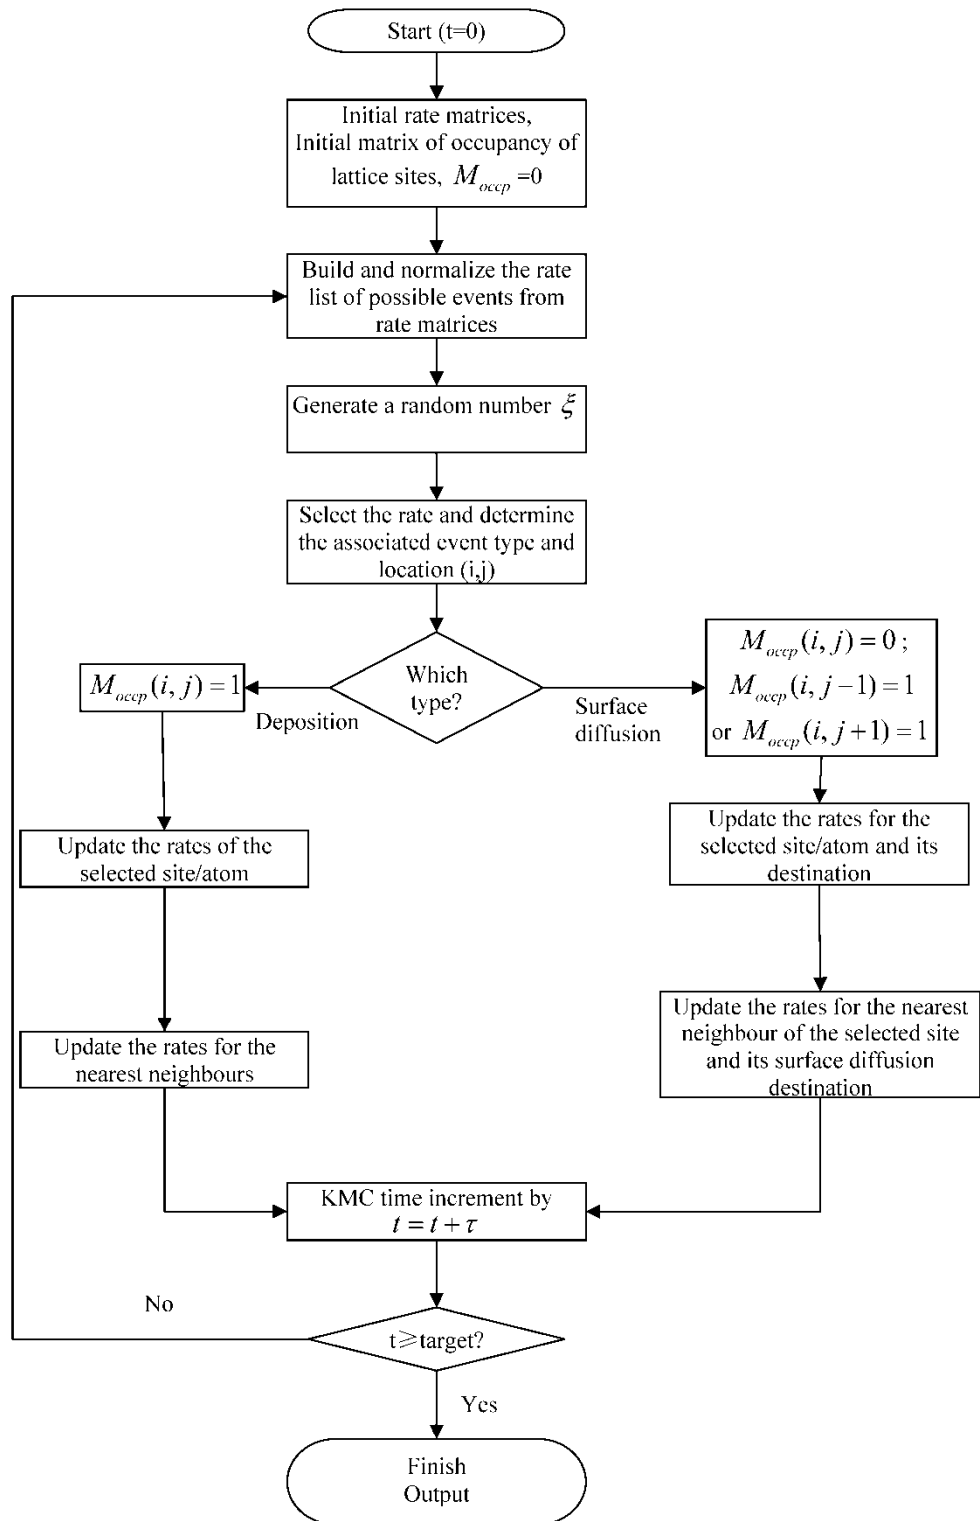 Start (t=0)
Initial rate matrices,
Initial matrix of occupancy of
lattice sites, M_occp =0
Build and normalize the rate
list of possible events from
rate matrices
Generate a random number ξ
Select the rate and determine
the associated event type and
location (i,j)
Which
type?
Deposition
Surface
diffusion
M_occp(i, j) = 1
M_occp(i, j) = 0 ;
M_occp(i, j−1) = 1
or M_occp(i, j+1) = 1
Update the rates of the
selected site/atom
Update the rates for the
selected site/atom and its
destination
Update the rates for the
nearest neighbours
Update the rates for the nearest
neighbour of the selected site
and its surface diffusion
destination
KMC time increment by
t = t + τ
No
t≥target?
Yes
Finish
Output